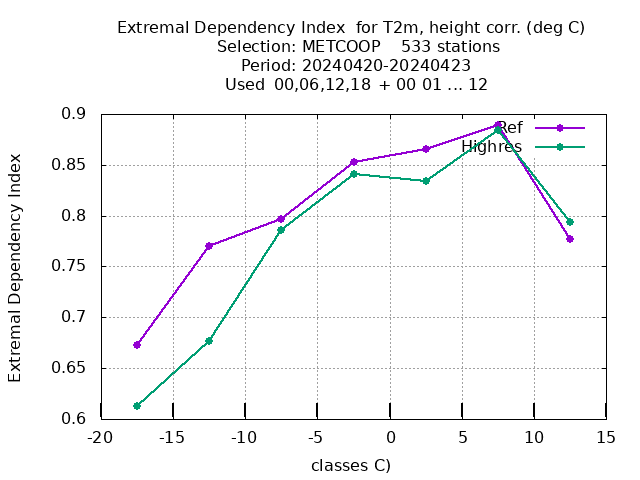 Extremal Dependency Index  for T2m, height corr. (deg C)
Selection: METCOOP    533 stations
Period: 20240420-20240423
Used  00,06,12,18 + 00 01 ... 12
Extremal Dependency Index
0.9
0.85
0.8
0.75
0.7
0.65
0.6
Ref
Highres
-20 -15 -10 -5 0 5 10 15
classes C)